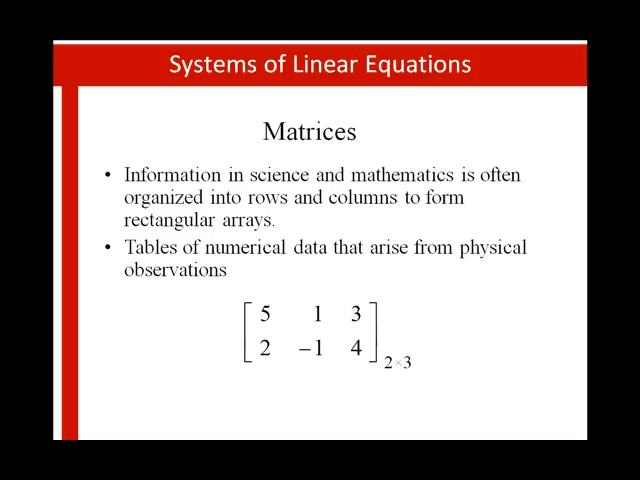 Systems of Linear Equations
Matrices
• Information in science and mathematics is often
organized into rows and columns to form
rectangular arrays.
• Tables of numerical data that arise from physical
observations
5 1 3
2 −1 4
2×3